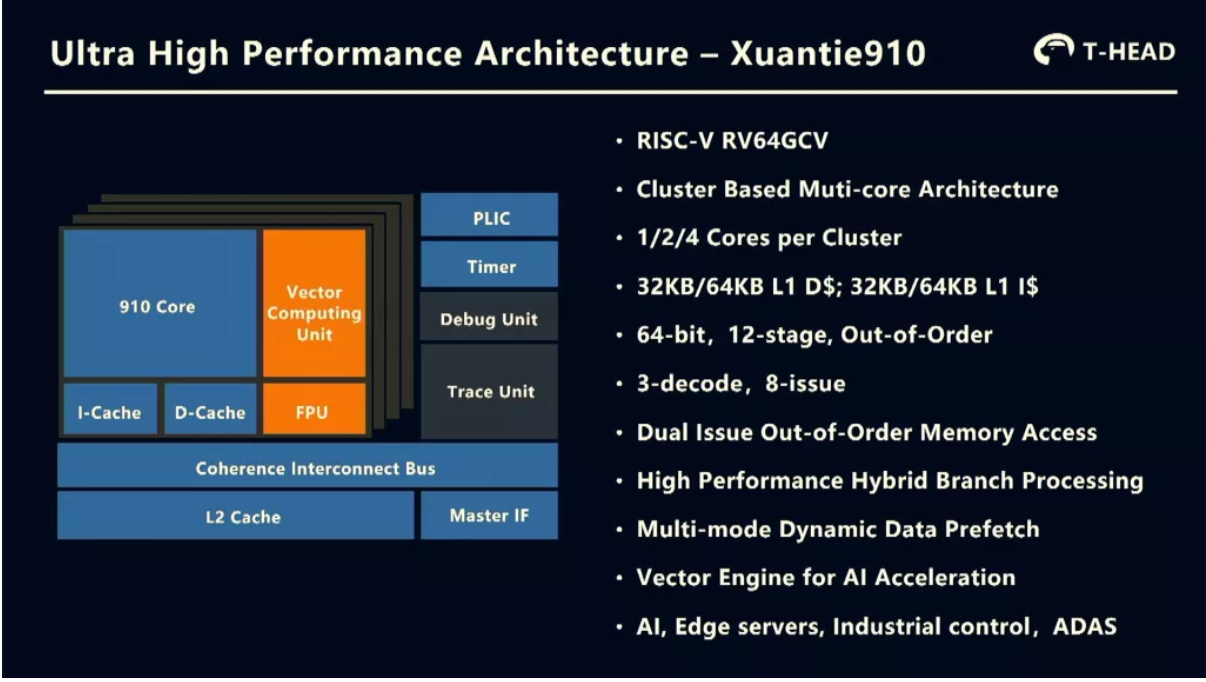 Ultra High Performance Architecture – Xuantie910
T-HEAD
910 Core
Vector
Computing
Unit
I-Cache
D-Cache
FPU
PLIC
Timer
Debug Unit
Trace Unit
Coherence Interconnect Bus
L2 Cache
Master IF
• RISC-V RV64GCV
• Cluster Based Muti-core Architecture
• 1/2/4 Cores per Cluster
• 32KB/64KB L1 D$; 32KB/64KB L1 I$
• 64-bit，12-stage, Out-of-Order
• 3-decode，8-issue
• Dual Issue Out-of-Order Memory Access
• High Performance Hybrid Branch Processing
• Multi-mode Dynamic Data Prefetch
• Vector Engine for AI Acceleration
• AI, Edge servers, Industrial control，ADAS